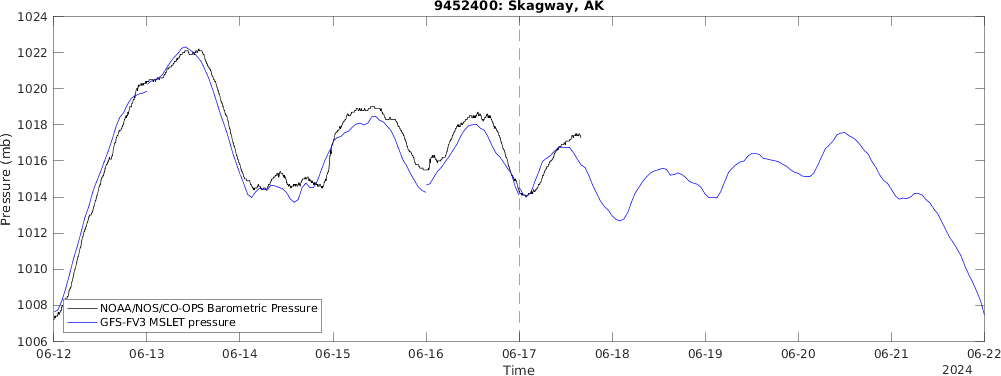 9452400: Skagway, AK
Pressure (mb)
1024
1022
1020
1018
1016
1014
1012
1010
1008
1006
NOAA/NOS/CO-OPS Barometric Pressure
GFS-FV3 MSLET pressure
06-12 06-13 06-14 06-15 06-16 06-17 06-18 06-19 06-20 06-21 06-22
Time
2024